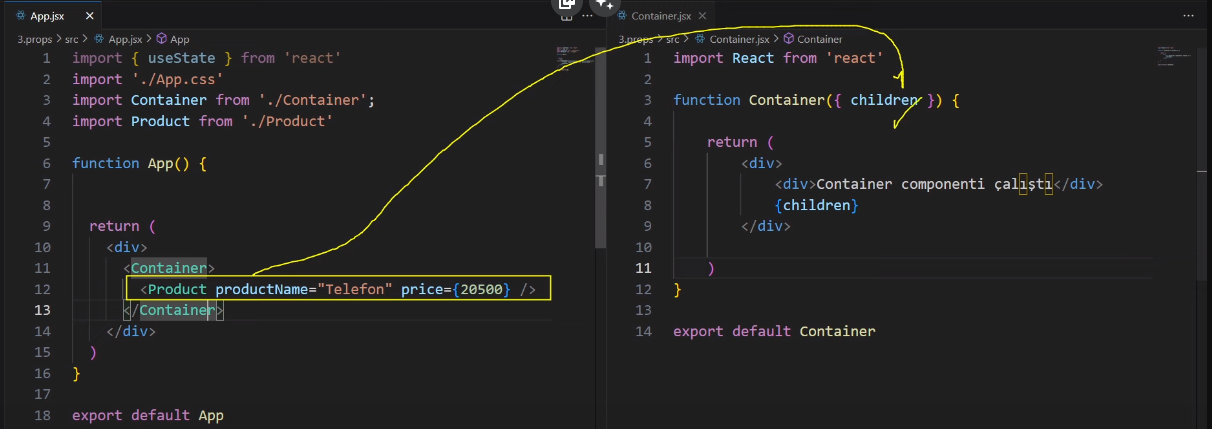 App.jsx
3.props > src > App.jsx > App
1 import { useState } from 'react'
2 import './App.css'
3 import Container from './Container';
4 import Product from './Product'
5
6 function App() {
7
8
9 return (
10 <div>
11 <Container>
12 <Product productName="Telefon" price={20500} />
13 </Container>
14 </div>
15 )
16 }
17
18 export default App
Container.jsx
3.props > src > Container.jsx > Container
1 import React from 'react'
2
3 function Container({ children }) {
4
5 return (
6 <div>
7 <div>Container componenti çalıştı</div>
8 {children}
9 </div>
10
11 )
12 }
13
14 export default Container